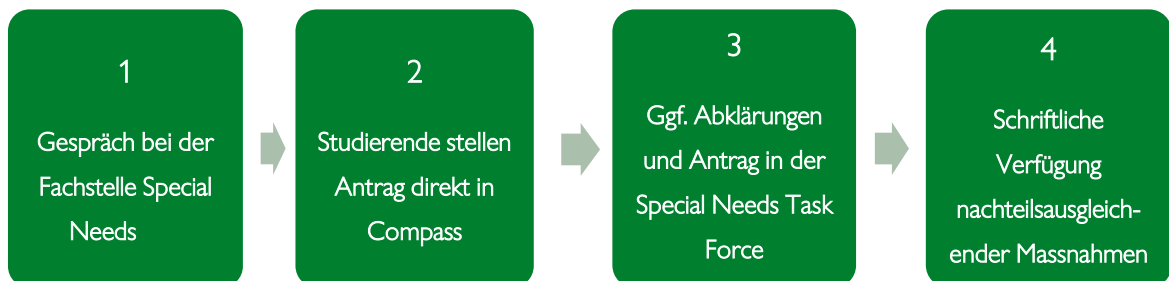 1
Gespräch bei der
Fachstelle Special
Needs
2
Studierende stellen
Antrag direkt in
Compass
3
Ggf. Abklärungen
und Antrag in der
Special Needs Task
Force
4
Schriftliche
Verfügung
nachteilsausgleich-
ender Massnahmen